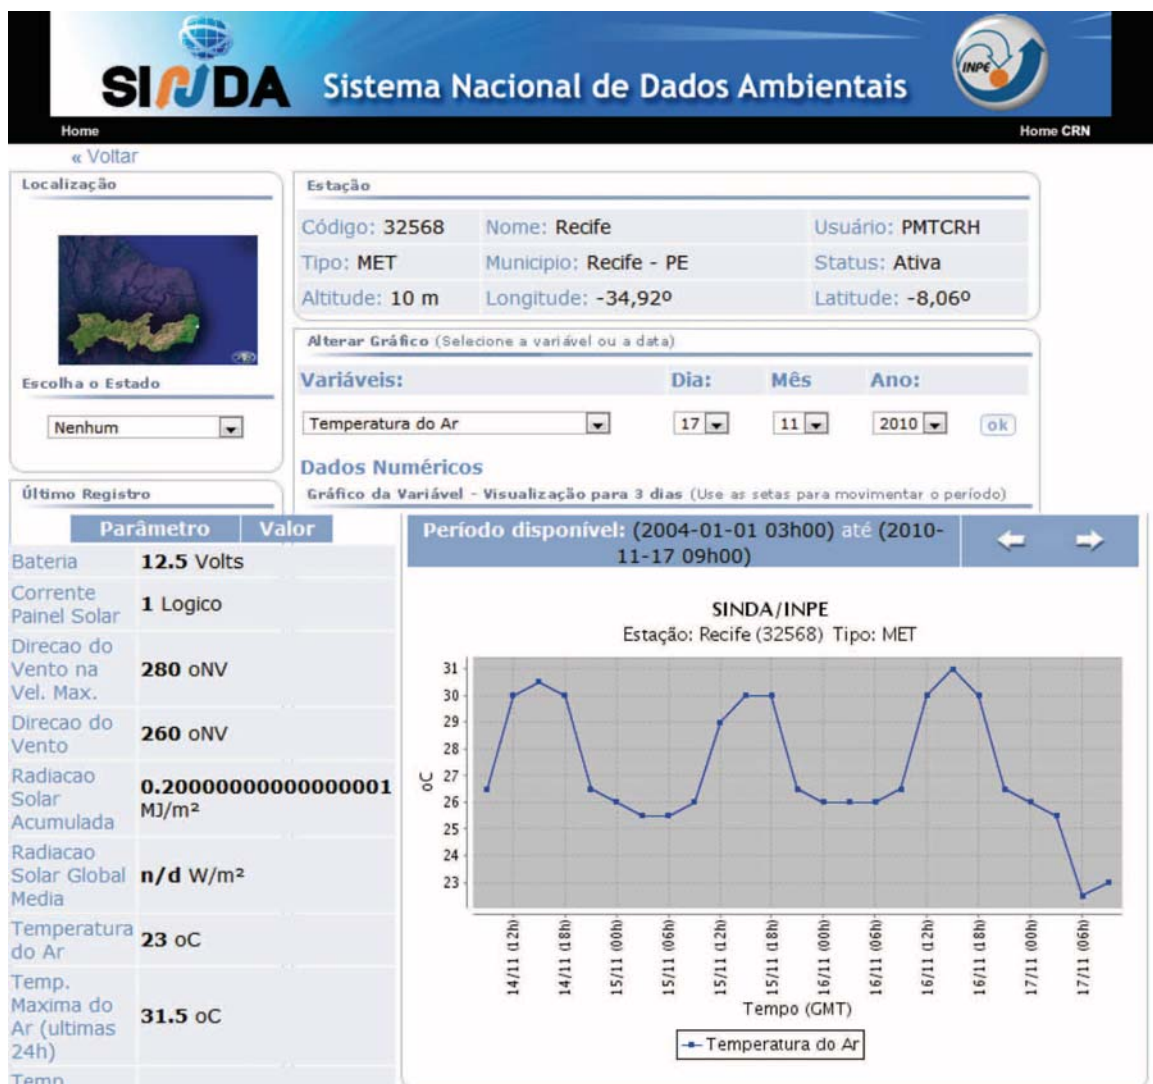 SINDA Sistema Nacional de Dados Ambientais INPE
Home Home CRN
« Voltar
Localização
Escolha o Estado
Nenhum
Estação
Código: 32568 Nome: Recife Usuário: PMTCRH
Tipo: MET Municipio: Recife - PE Status: Ativa
Altitude: 10 m Longitude: -34,92º Latitude: -8,06º
Alterar Gráfico (Selecione a variável ou a data)
Variáveis: Dia: Mês Ano:
Temperatura do Ar 17 11 2010 ok
Dados Numéricos
Gráfico da Variável - Visualização para 3 dias (Use as setas para movimentar o período)
Último Registro
Parâmetro Valor
Bateria 12.5 Volts
Corrente
Painel Solar 1 Logico
Direcao do
Vento na 280 oNV
Vel. Max.
Direcao do
Vento 260 oNV
Radiacao
Solar 0.20000000000000001
Acumulada MJ/m²
Radiacao
Solar Global n/d W/m²
Media
Temperatura
do Ar 23 oC
Temp.
Maxima do
Ar (ultimas 31.5 oC
24h)
Temp
Período disponível: (2004-01-01 03h00) até (2010-
11-17 09h00)
SINDA/INPE
Estação: Recife (32568) Tipo: MET
31
30
29
28
27
26
25
24
23
oC
14/11 (12h)
14/11 (18h)
15/11 (00h)
15/11 (06h)
15/11 (12h)
15/11 (18h)
16/11 (00h)
16/11 (06h)
16/11 (12h)
16/11 (18h)
17/11 (00h)
17/11 (06h)
Tempo (GMT)
Temperatura do Ar